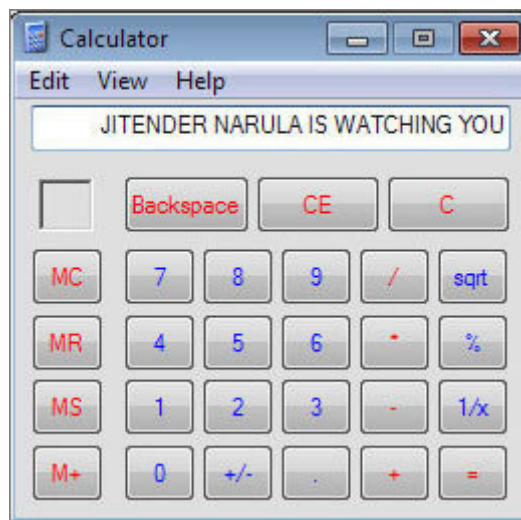 Calculator
Edit View Help
JITENDER NARULA IS WATCHING YOU
Backspace CE C
MC 7 8 9 / sqrt
MR 4 5 6 * %
MS 1 2 3 - 1/x
M+ 0 +/- . + =